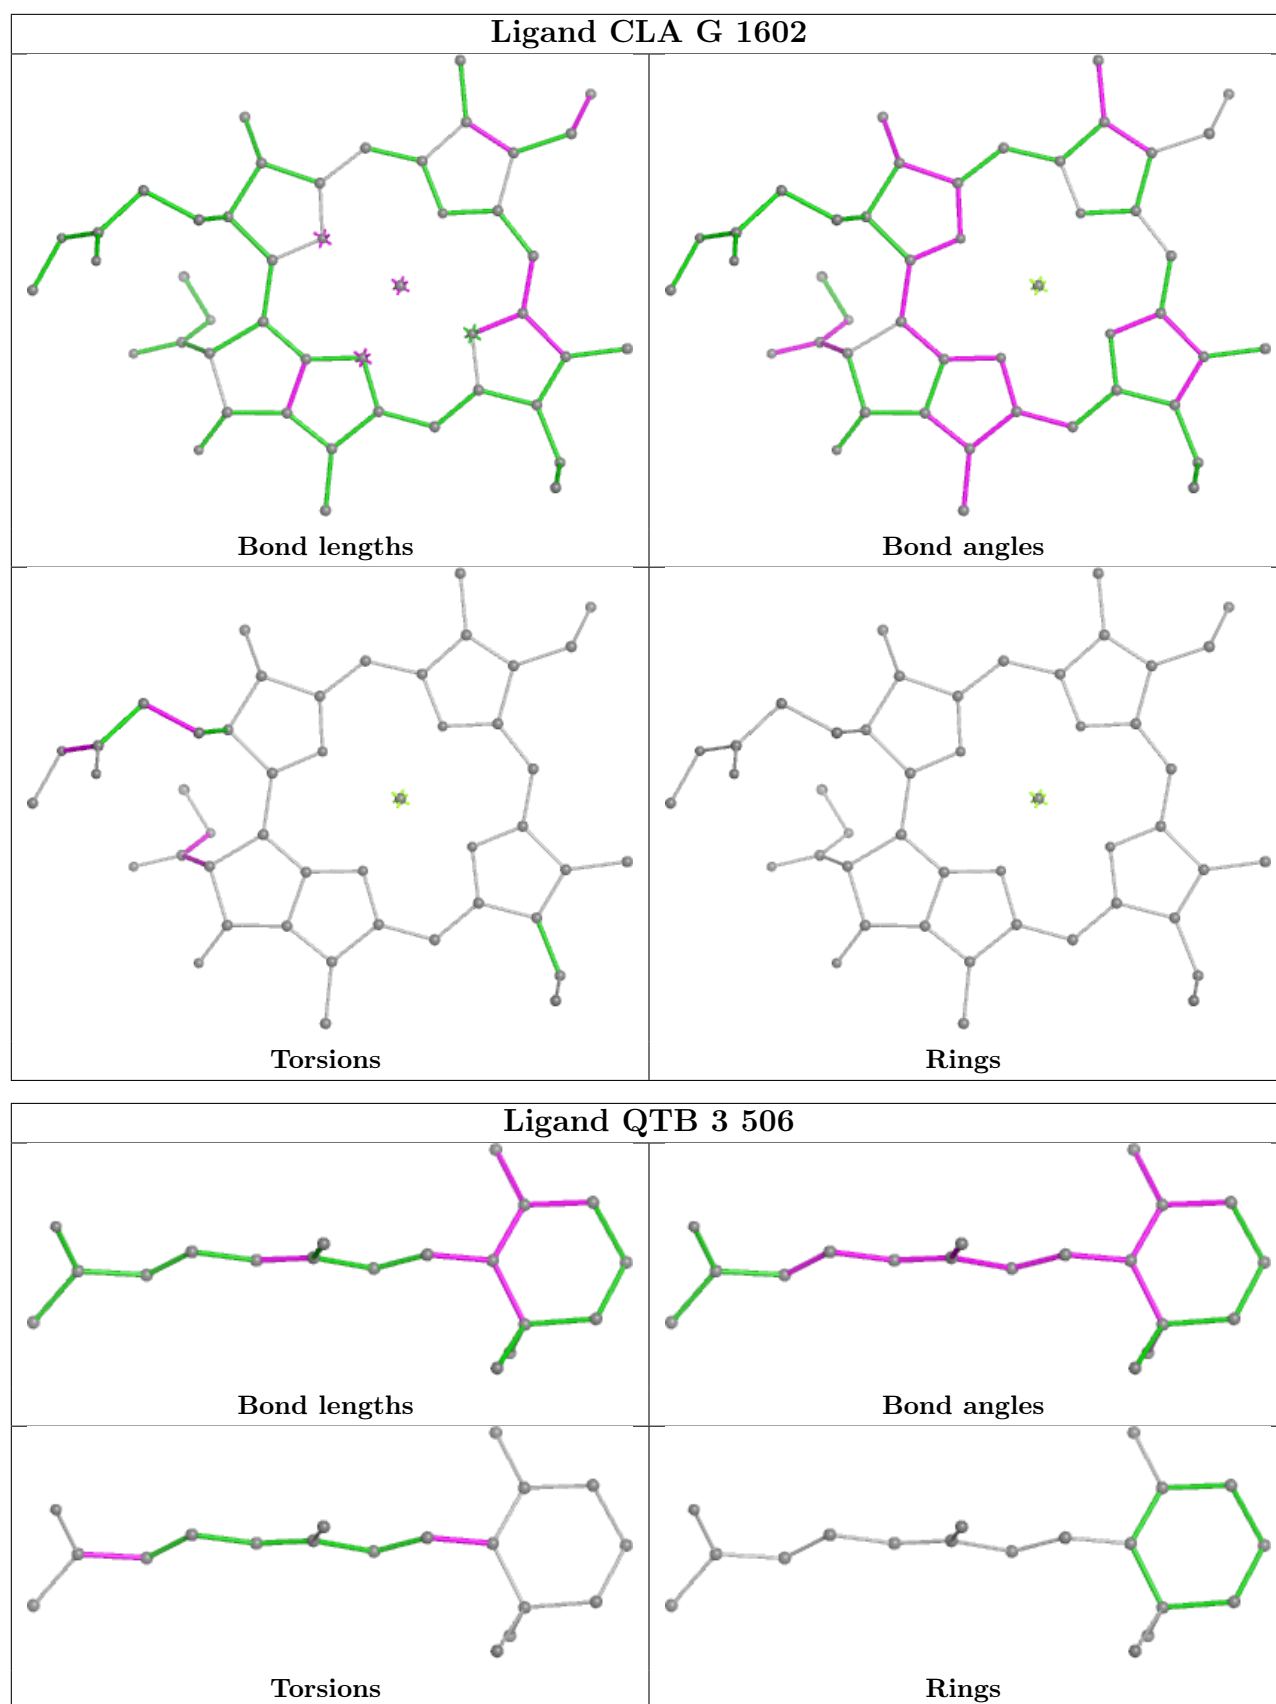 Ligand CLA G 1602
Bond lengths
Bond angles
Torsions
Rings
Ligand QTB 3 506
Bond lengths
Bond angles
Torsions
Rings